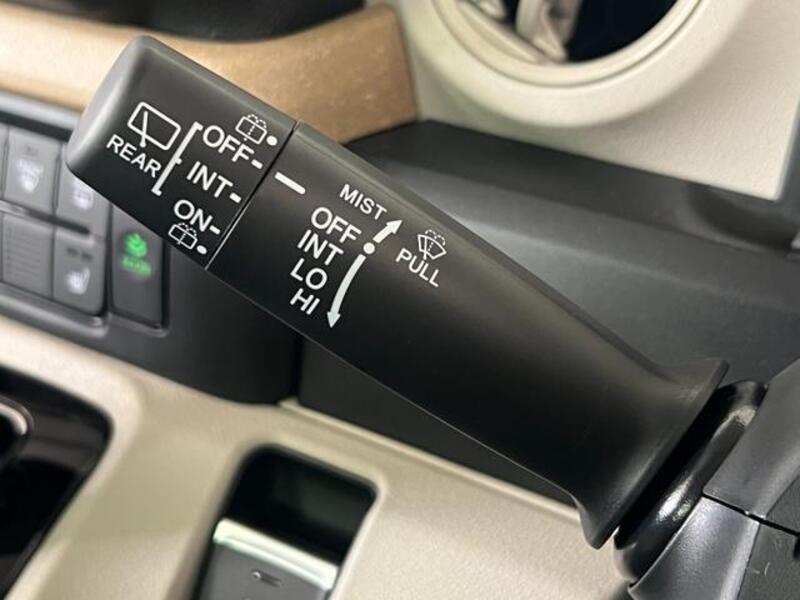 REAR
OFF
INT
ON
MIST
OFF
INT
LO
HI
PULL